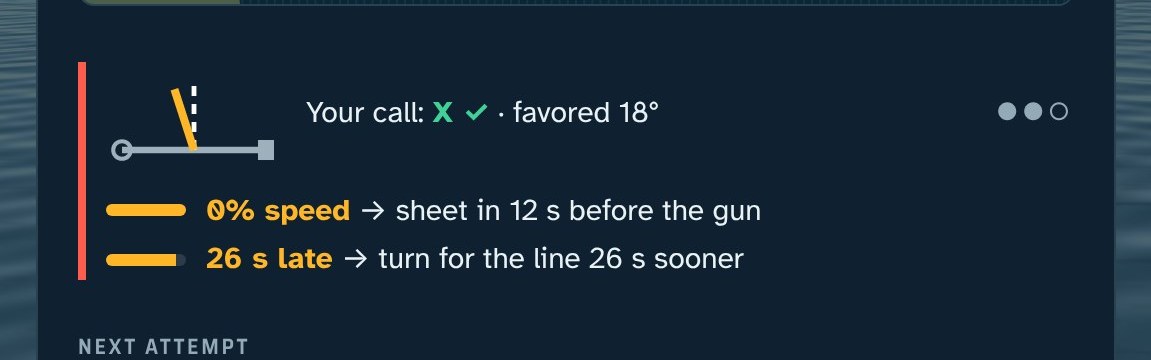 Your call: X ✓ · favored 18°
0% speed → sheet in 12 s before the gun
26 s late → turn for the line 26 s sooner
NEXT ATTEMPT